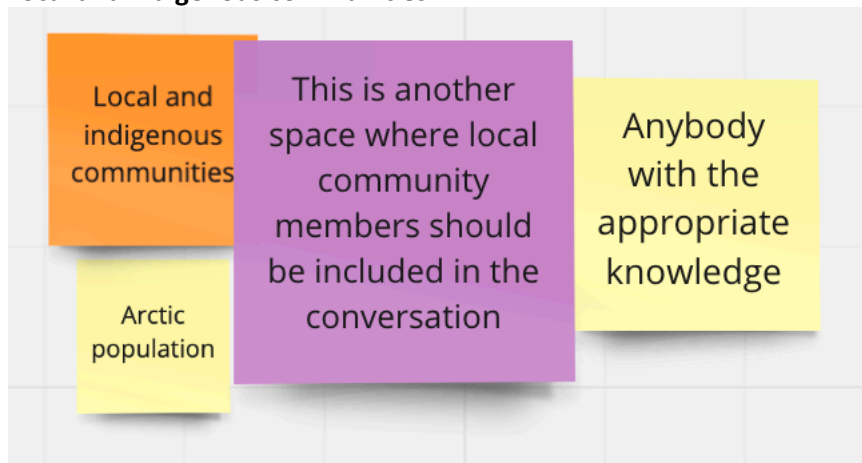 Local and
indigenous
communities
This is another
space where local
community
members should
be included in the
conversation
Anybody
with the
appropriate
knowledge
Arctic
population